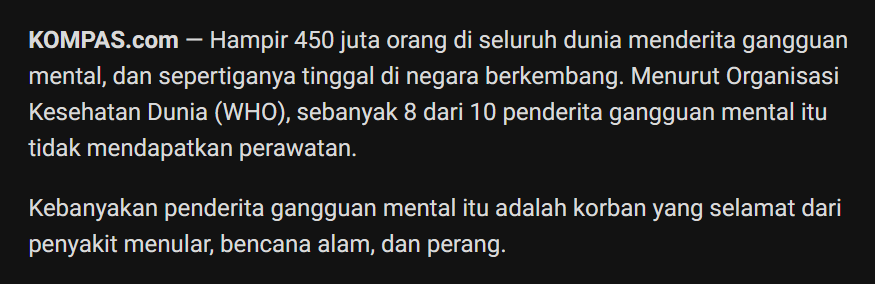 KOMPAS.com — Hampir 450 juta orang di seluruh dunia menderita gangguan
mental, dan sepertiganya tinggal di negara berkembang. Menurut Organisasi
Kesehatan Dunia (WHO), sebanyak 8 dari 10 penderita gangguan mental itu
tidak mendapatkan perawatan.
Kebanyakan penderita gangguan mental itu adalah korban yang selamat dari
penyakit menular, bencana alam, dan perang.